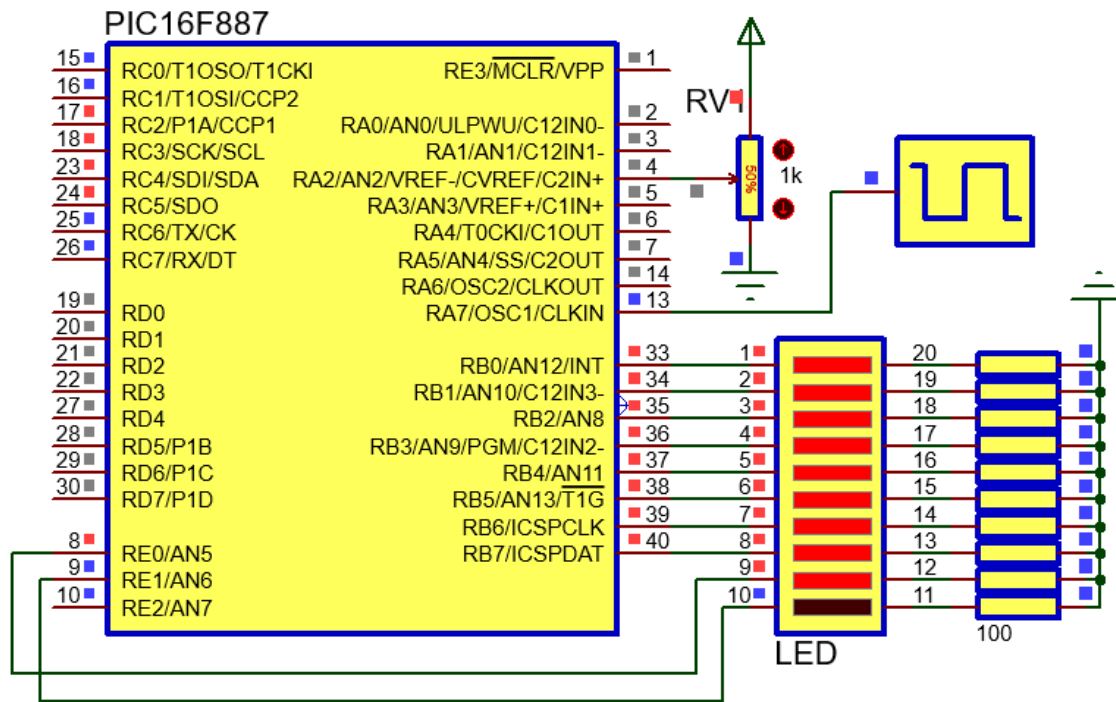 PIC16F887
15 RC0/T1OSO/T1CKI
16 RC1/T1OSI/CCP2
17 RC2/P1A/CCP1
18 RC3/SCK/SCL
23 RC4/SDI/SDA
24 RC5/SDO
25 RC6/TX/CK
26 RC7/RX/DT
19 RD0
20 RD1
21 RD2
22 RD3
27 RD4
28 RD5/P1B
29 RD6/P1C
30 RD7/P1D
8 RE0/AN5
9 RE1/AN6
10 RE2/AN7
RE3/MCLR/VPP 1
RA0/AN0/ULPWU/C12IN0- 2
RA1/AN1/C12IN1- 3
RA2/AN2/VREF-/CVREF/C2IN+ 4
RA3/AN3/VREF+/C1IN+ 5
RA4/T0CKI/C1OUT 6
RA5/AN4/SS/C2OUT 7
RA6/OSC2/CLKOUT 14
RA7/OSC1/CLKIN 13
RB0/AN12/INT 33
RB1/AN10/C12IN3- 34
RB2/AN8 35
RB3/AN9/PGM/C12IN2- 36
RB4/AN11 37
RB5/AN13/T1G 38
RB6/ICSPCLK 39
RB7/ICSPDAT 40
RV1
50%
1k
1 20
2 19
3 18
4 17
5 16
6 15
7 14
8 13
9 12
10 11
LED
100